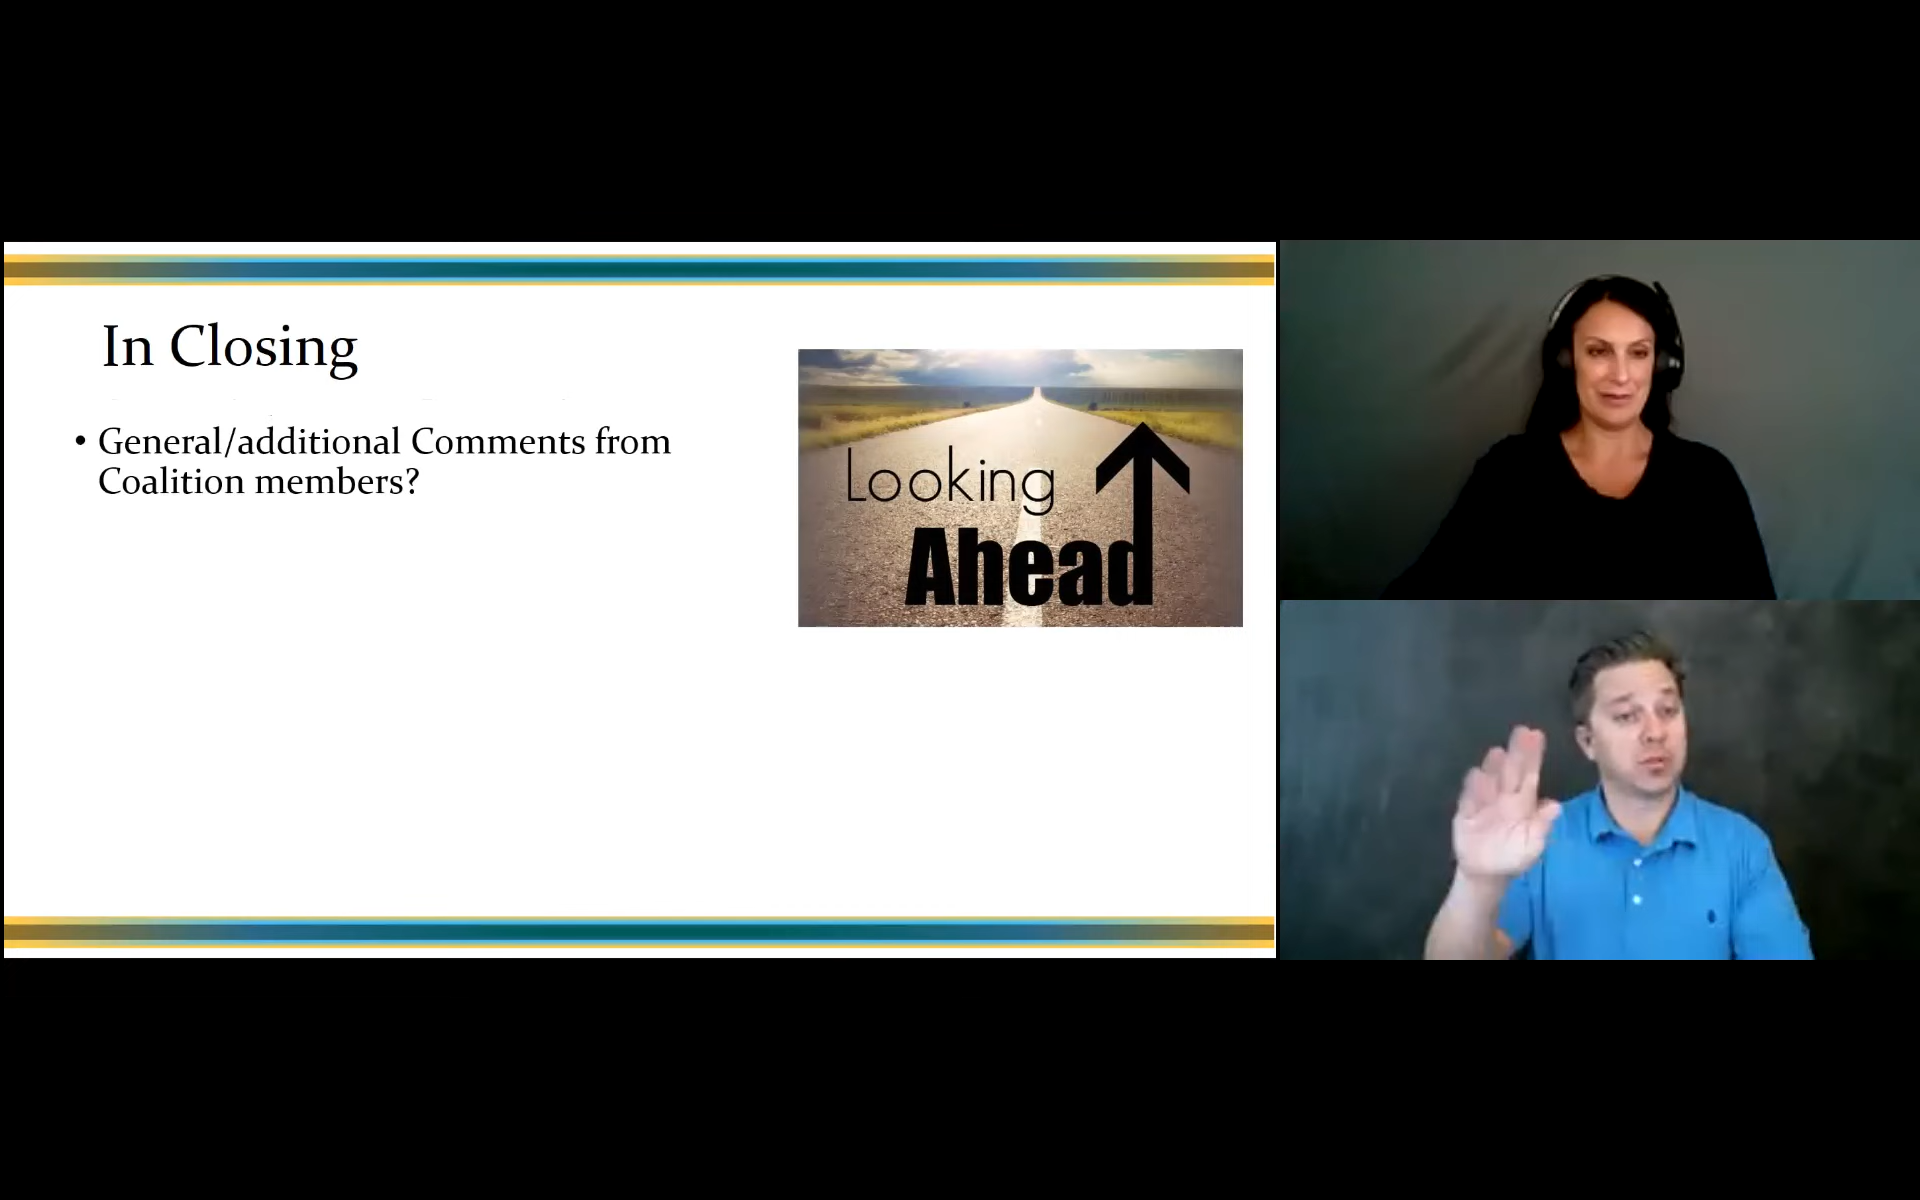 In Closing
• General/additional Comments from
Coalition members?
Looking
Ahead